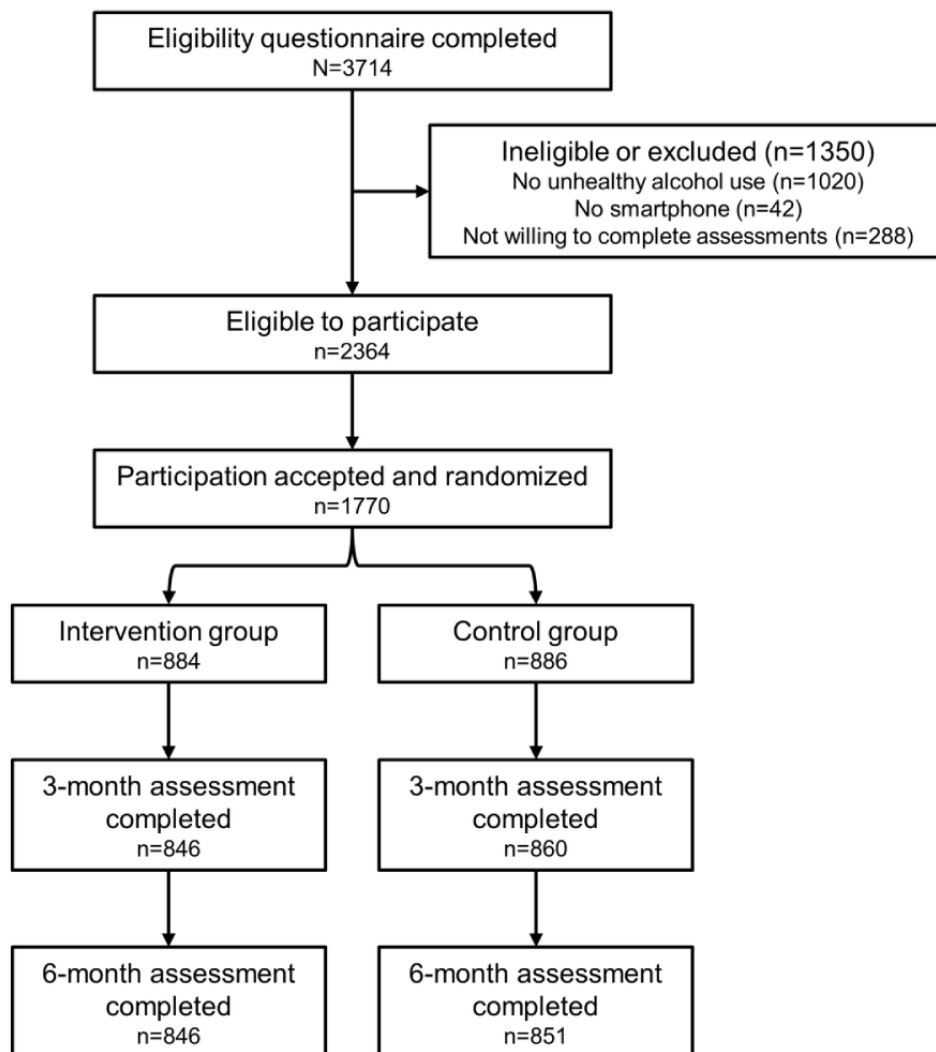 Eligibility questionnaire completed
N=3714
Ineligible or excluded (n=1350)
No unhealthy alcohol use (n=1020)
No smartphone (n=42)
Not willing to complete assessments (n=288)
Eligible to participate
n=2364
Participation accepted and randomized
n=1770
Intervention group
n=884
Control group
n=886
3-month assessment
completed
n=846
3-month assessment
completed
n=860
6-month assessment
completed
n=846
6-month assessment
completed
n=851